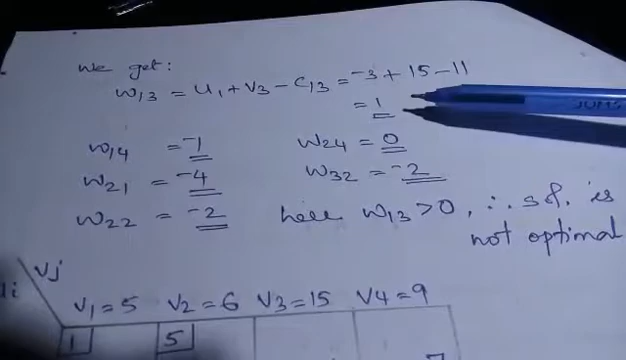 We get:
W13 = U1 + V3 - C13 = -3 + 15 - 11
= 1
W14 = -1 W24 = 0
W21 = -4 W32 = -2
W22 = -2 here W13 > 0, ∴ sol. is
not optimal
Vj
V1 = 5 V2 = 6 V3 = 15 V4 = 9
1 5